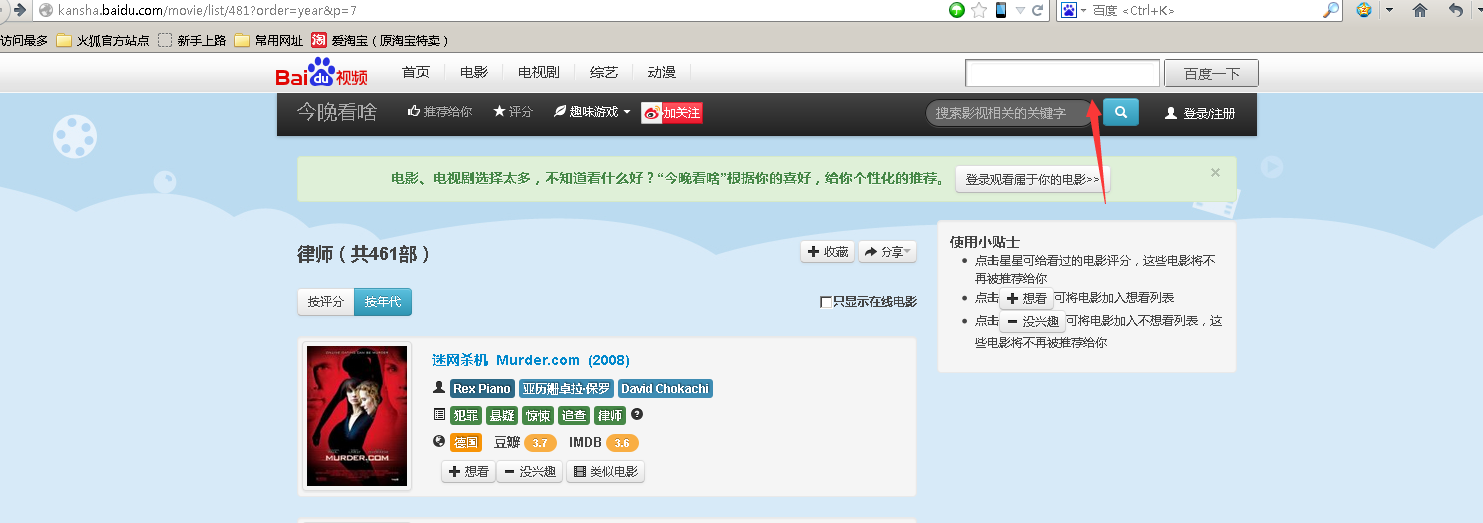 kansha.baidu.com/movie/list/481?order=year&p=7
百度 <Ctrl+K>
访问最多 火狐官方站点 新手上路 常用网址 淘 爱淘宝（原淘宝特卖）
Baidu视频 首页 电影 电视剧 综艺 动漫 百度一下
今晚看啥 推荐给你 评分 趣味游戏 加关注 搜索影视相关的关键字 登录/注册
电影、电视剧选择太多，不知道看什么好？“今晚看啥”根据你的喜好，给你个性化的推荐。 登录观看属于你的电影>> ×
律师（共461部） 收藏 分享
按评分 按年代 只显示在线电影
使用小贴士
点击星星可给看过的电影评分，这些电影将不
再被推荐给你
点击 想看 可将电影加入想看列表
点击 没兴趣 可将电影加入不想看列表，这
些电影将不再被推荐给你
MURDER.COM
迷网杀机 Murder.com (2008)
Rex Piano 亚历珊卓拉·保罗 David Chokachi
犯罪 悬疑 惊悚 追查 律师
德国 豆瓣 3.7 IMDB 3.6
想看 没兴趣 类似电影